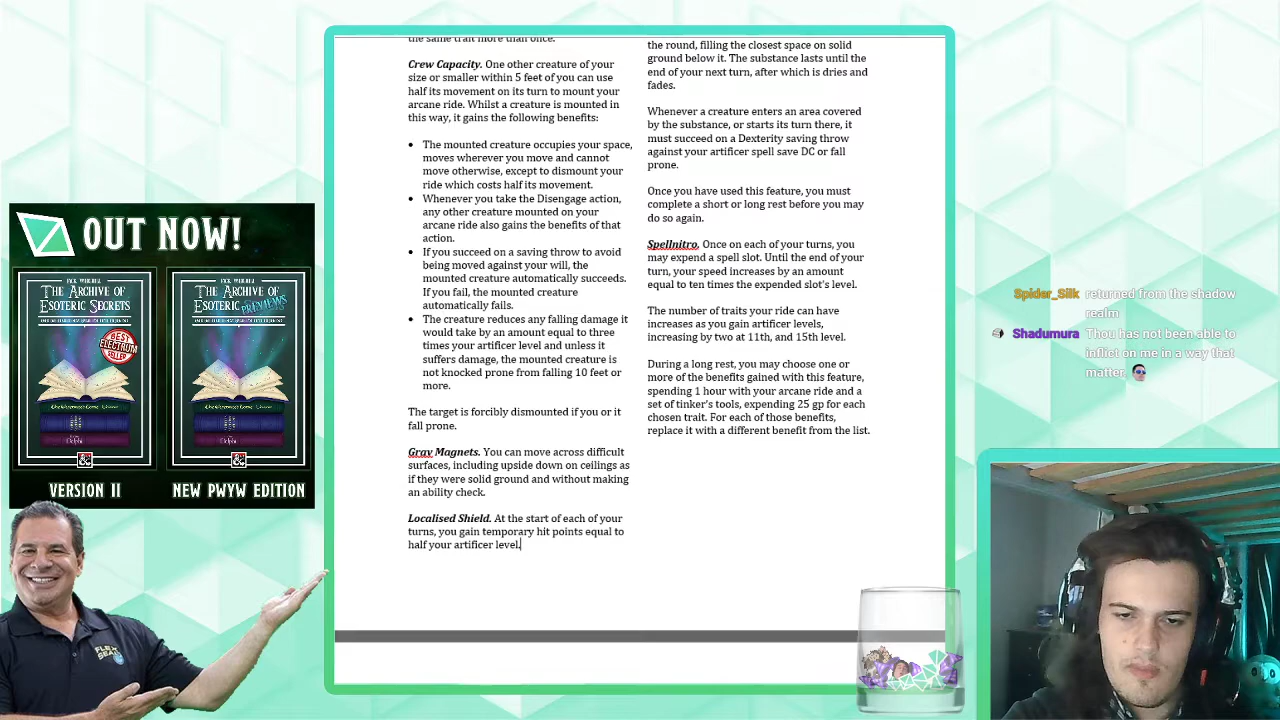 OUT NOW!
THE ARCHIVE OF
ESOTERIC SECRETS
BEST
ELECTRUM
SELLER
THE ARCHIVE OF
ESOTERIC
PREVIEWS
VERSION II
NEW PWYW EDITION
the same trait more than once.
Crew Capacity. One other creature of your
size or smaller within 5 feet of you can use
half its movement on its turn to mount your
arcane ride. Whilst a creature is mounted in
this way, it gains the following benefits:
• The mounted creature occupies your space,
moves wherever you move and cannot
move otherwise, except to dismount your
ride which costs half its movement.
• Whenever you take the Disengage action,
any other creature mounted on your
arcane ride also gains the benefits of that
action.
• If you succeed on a saving throw to avoid
being moved against your will, the
mounted creature automatically succeeds.
If you fail, the mounted creature
automatically fails.
• The creature reduces any falling damage it
would take by an amount equal to three
times your artificer level and unless it
suffers damage, the mounted creature is
not knocked prone from falling 10 feet or
more.
The target is forcibly dismounted if you or it
fall prone.
Grav Magnets. You can move across difficult
surfaces, including upside down on ceilings as
if they were solid ground and without making
an ability check.
Localised Shield. At the start of each of your
turns, you gain temporary hit points equal to
half your artificer level.
the round, filling the closest space on solid
ground below it. The substance lasts until the
end of your next turn, after which is dries and
fades.
Whenever a creature enters an area covered
by the substance, or starts its turn there, it
must succeed on a Dexterity saving throw
against your artificer spell save DC or fall
prone.
Once you have used this feature, you must
complete a short or long rest before you may
do so again.
Spellnitro. Once on each of your turns, you
may expend a spell slot. Until the end of your
turn, your speed increases by an amount
equal to ten times the expended slot's level.
The number of traits your ride can have
increases as you gain artificer levels,
increasing by two at 11th, and 15th level.
During a long rest, you may choose one or
more of the benefits gained with this feature,
spending 1 hour with your arcane ride and a
set of tinker's tools, expending 25 gp for each
chosen trait. For each of those benefits,
replace it with a different benefit from the list.
Spider_Silk returned from the shadow
realm
Shadumura Thou has not been able to
inflict on me in a way that
matter.